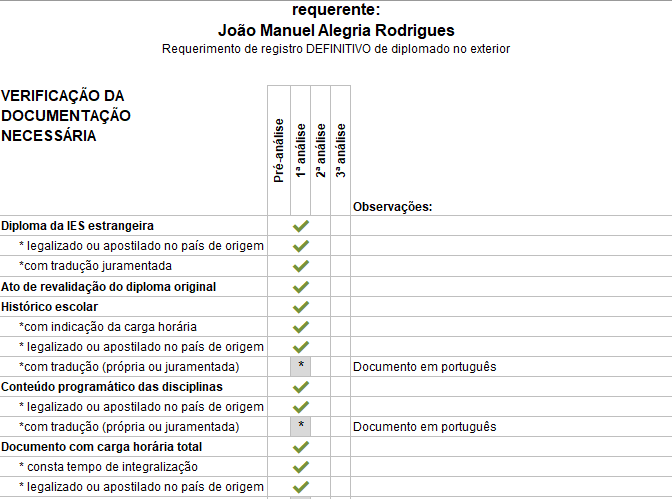 requerente:
João Manuel Alegria Rodrigues
Requerimento de registro DEFINITIVO de diplomado no exterior
VERIFICAÇÃO DA
DOCUMENTAÇÃO
NECESSÁRIA
Pré-análise
1ª análise
2ª análise
3ª análise
Observações:
Diploma da IES estrangeira
* legalizado ou apostilado no país de origem
*com tradução juramentada
Ato de revalidação do diploma original
Histórico escolar
*com indicação da carga horária
* legalizado ou apostilado no país de origem
*com tradução (própria ou juramentada) * Documento em português
Conteúdo programático das disciplinas
* legalizado ou apostilado no país de origem
*com tradução (própria ou juramentada) * Documento em português
Documento com carga horária total
* consta tempo de integralização
* legalizado ou apostilado no país de origem